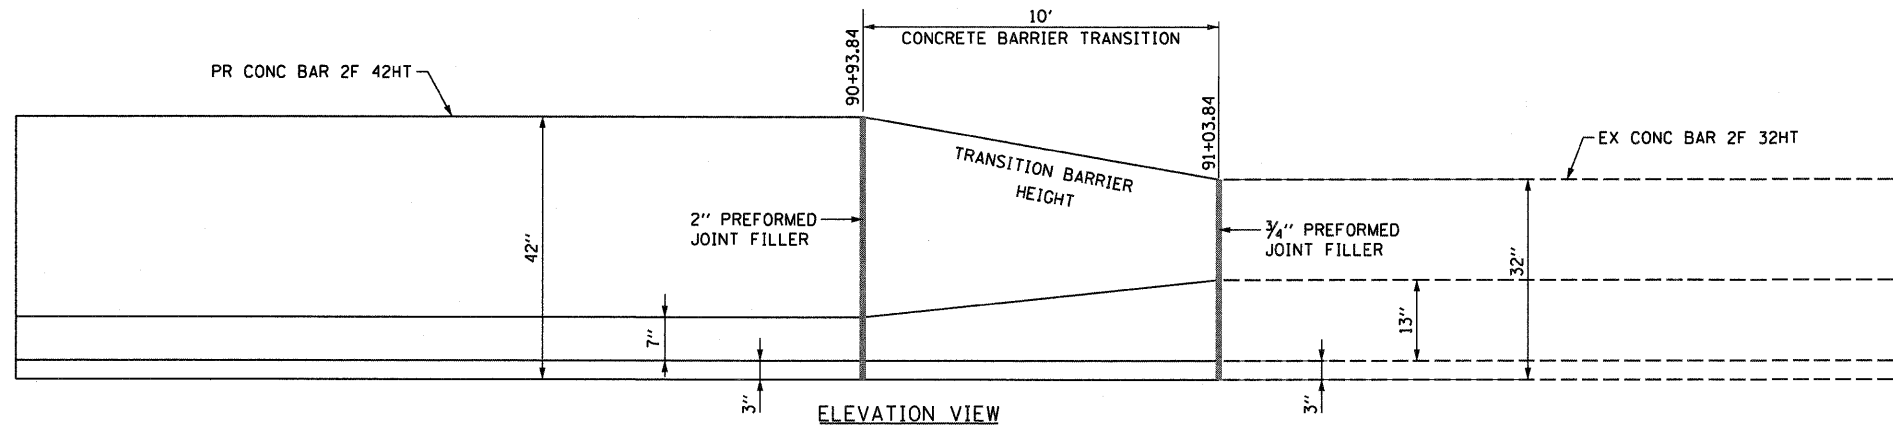 10'
CONCRETE BARRIER TRANSITION
90+93.84
PR CONC BAR 2F 42HT
91+03.84
EX CONC BAR 2F 32HT
TRANSITION BARRIER
HEIGHT
2'' PREFORMED
JOINT FILLER
3/4'' PREFORMED
JOINT FILLER
42''
32''
7''
13''
3''
3''
ELEVATION VIEW